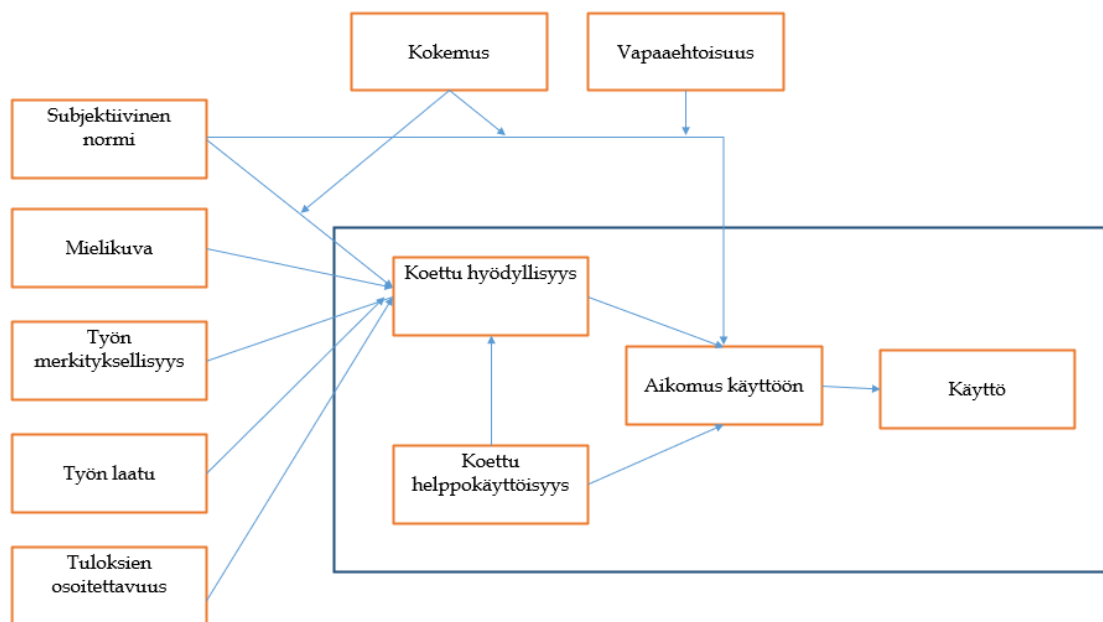 Kokemus
Vapaaehtoisuus
Subjektiivinen
normi
Mielikuva
Koettu hyödyllisyys
Työn
merkityksellisyys
Aikomus käyttöön
Käyttö
Työn laatu
Koettu
helppokäyttöisyys
Tuloksien
osoitettavuus